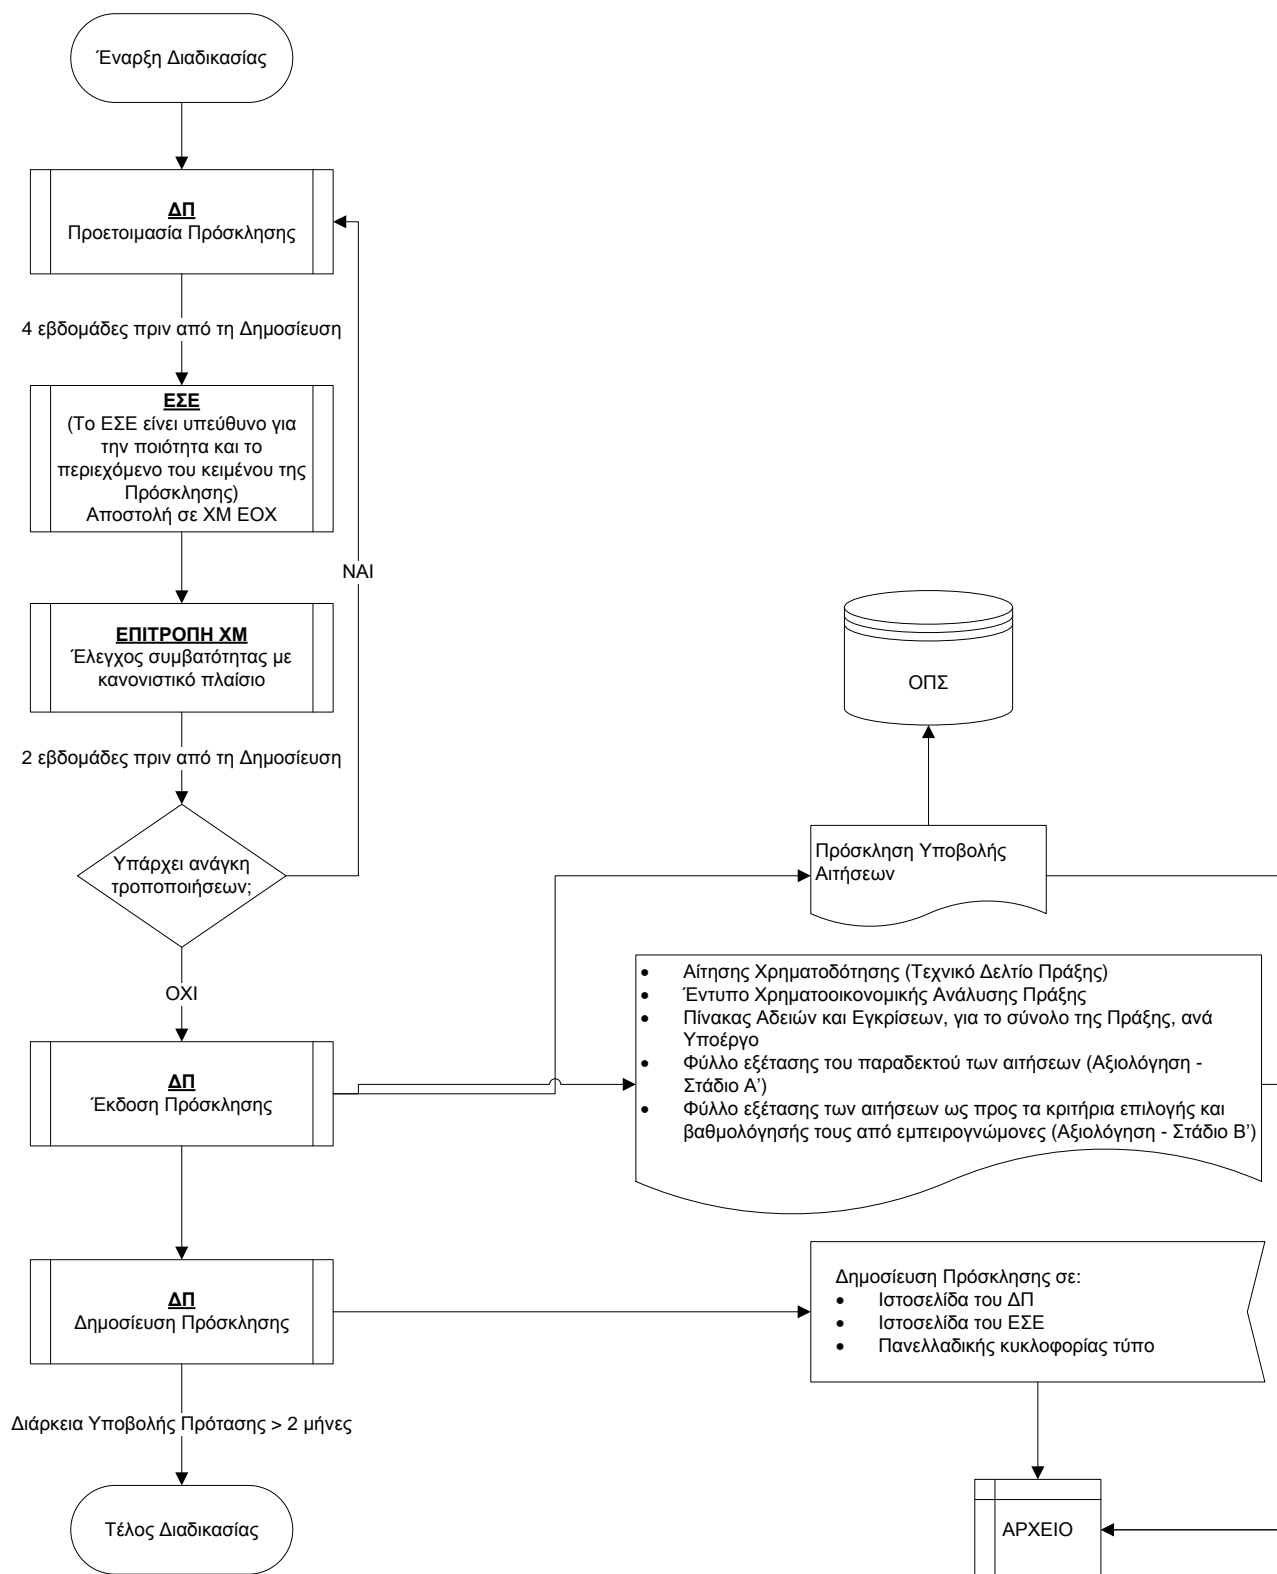 Έναρξη Διαδικασίας
ΔΠ
Προετοιμασία Πρόσκλησης
4 εβδομάδες πριν από τη Δημοσίευση
ΕΣΕ
(Το ΕΣΕ είνει υπεύθυνο για
την ποιότητα και το
περιεχόμενο του κειμένου της
Πρόσκλησης)
Αποστολή σε ΧΜ ΕΟΧ
ΝΑΙ
ΕΠΙΤΡΟΠΗ ΧΜ
Έλεγχος συμβατότητας με
κανονιστικό πλαίσιο
2 εβδομάδες πριν από τη Δημοσίευση
Υπάρχει ανάγκη
τροποποιήσεων;
ΟΧΙ
ΔΠ
Έκδοση Πρόσκλησης
ΟΠΣ
Πρόσκληση Υποβολής
Αιτήσεων
• Αίτησης Χρηματοδότησης (Τεχνικό Δελτίο Πράξης)
• Έντυπο Χρηματοοικονομικής Ανάλυσης Πράξης
• Πίνακας Αδειών και Εγκρίσεων, για το σύνολο της Πράξης, ανά
Υποέργο
• Φύλλο εξέτασης του παραδεκτού των αιτήσεων (Αξιολόγηση -
Στάδιο Α’)
• Φύλλο εξέτασης των αιτήσεων ως προς τα κριτήρια επιλογής και
βαθμολόγησής τους από εμπειρογνώμονες (Αξιολόγηση - Στάδιο Β’)
ΔΠ
Δημοσίευση Πρόσκλησης
Δημοσίευση Πρόσκλησης σε:
• Ιστοσελίδα του ΔΠ
• Ιστοσελίδα του ΕΣΕ
• Πανελλαδικής κυκλοφορίας τύπο
Διάρκεια Υποβολής Πρότασης > 2 μήνες
Τέλος Διαδικασίας
ΑΡΧΕΙΟ